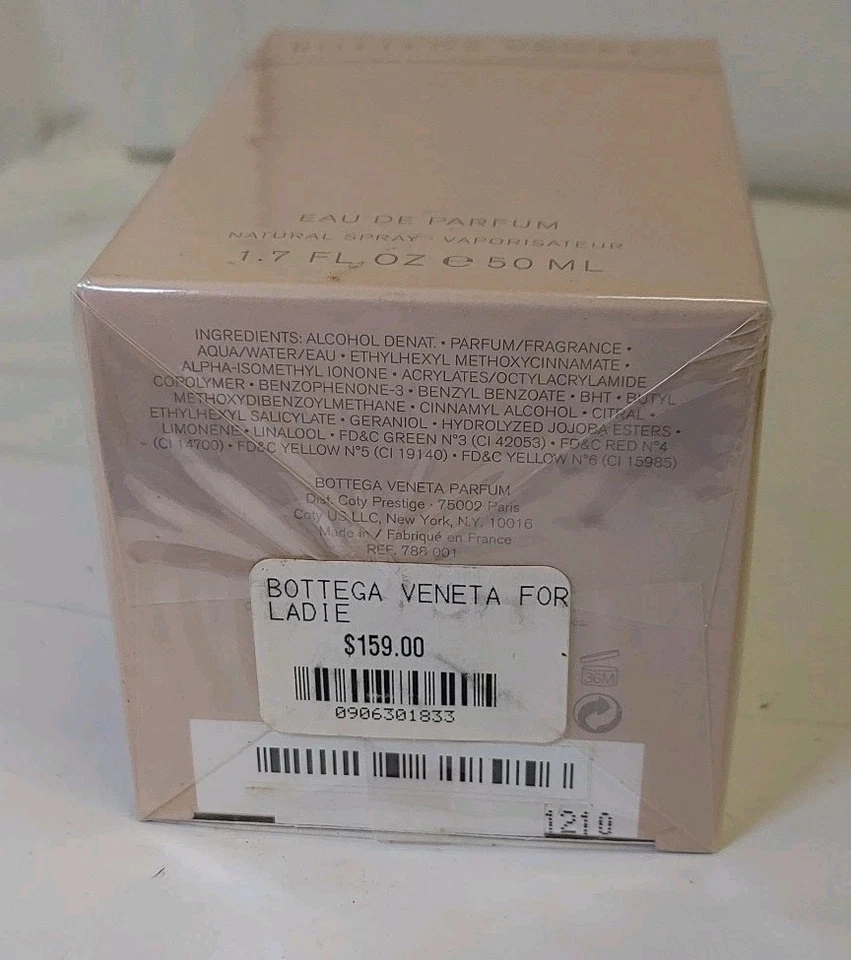 EAU DE PARFUM
NATURAL SPRAY VAPORISATEUR
1.7 FL. OZ ℮ 50 ML
INGREDIENTS: ALCOHOL DENAT. • PARFUM/FRAGRANCE •
AQUA/WATER/EAU • ETHYLHEXYL METHOXYCINNAMATE •
ALPHA-ISOMETHYL IONONE • ACRYLATES/OCTYLACRYLAMIDE
COPOLYMER • BENZOPHENONE-3 • BENZYL BENZOATE • BHT • BUTYL
METHOXYDIBENZOYLMETHANE • CINNAMYL ALCOHOL • CITRAL •
ETHYLHEXYL SALICYLATE • GERANIOL • HYDROLYZED JOJOBA ESTERS •
LIMONENE • LINALOOL • FD&C GREEN N°3 (CI 42053) • FD&C RED N°4
(CI 14700) • FD&C YELLOW N°5 (CI 19140) • FD&C YELLOW N°6 (CI 15985)
BOTTEGA VENETA PARFUM
Dist. Coty Prestige · 75002 Paris
Coty US LLC, New York, N.Y. 10016
Made in / Fabriqué en France
REF. 788 001
BOTTEGA VENETA FOR
LADIE
$159.00
0906301833
36M
1210